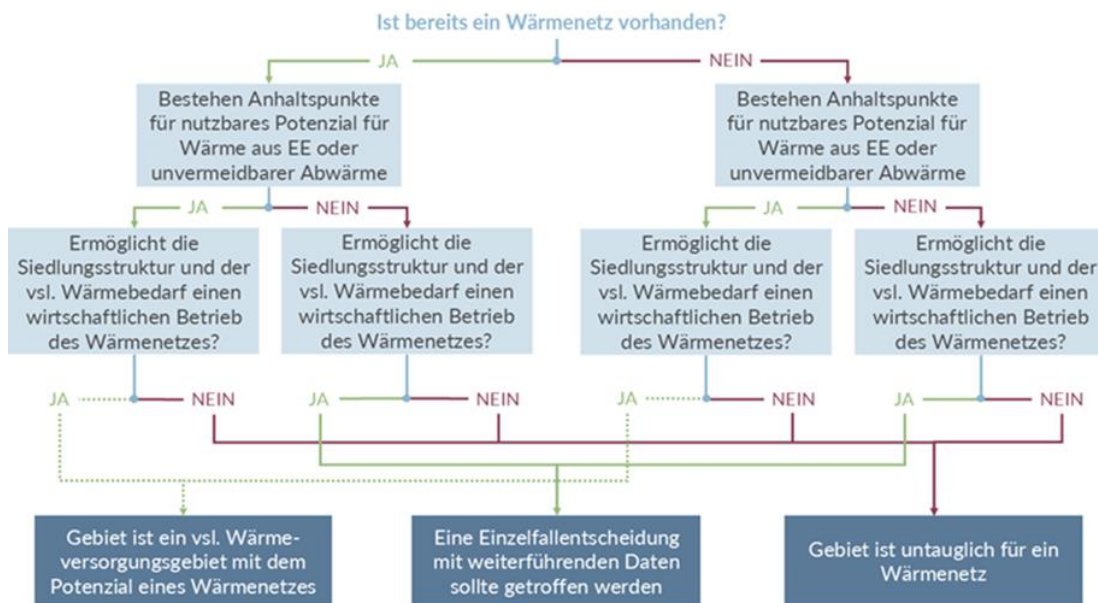 Ist bereits ein Wärmenetz vorhanden?
JA
NEIN
Bestehen Anhaltspunkte
für nutzbares Potenzial für
Wärme aus EE oder
unvermeidbarer Abwärme
Bestehen Anhaltspunkte
für nutzbares Potenzial für
Wärme aus EE oder
unvermeidbarer Abwärme
JA
NEIN
JA
NEIN
Ermöglicht die
Siedlungsstruktur und der
vsl. Wärmebedarf einen
wirtschaftlichen Betrieb
des Wärmenetzes?
Ermöglicht die
Siedlungsstruktur und der
vsl. Wärmebedarf einen
wirtschaftlichen Betrieb
des Wärmenetzes?
Ermöglicht die
Siedlungsstruktur und der
vsl. Wärmebedarf einen
wirtschaftlichen Betrieb
des Wärmenetzes?
Ermöglicht die
Siedlungsstruktur und der
vsl. Wärmebedarf einen
wirtschaftlichen Betrieb
des Wärmenetzes?
JA
NEIN
JA
NEIN
JA
NEIN
JA
NEIN
Gebiet ist ein vsl. Wärme-
versorgungsgebiet mit dem
Potenzial eines Wärmenetzes
Eine Einzelfallentscheidung
mit weiterführenden Daten
sollte getroffen werden
Gebiet ist untauglich für ein
Wärmenetz